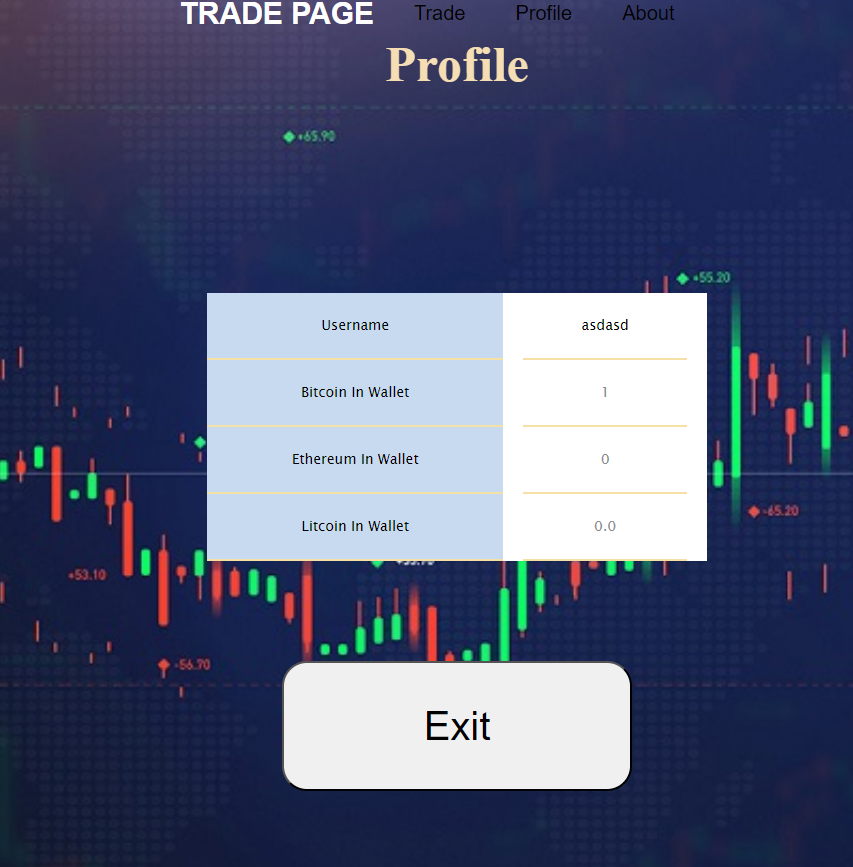 TRADE PAGE Trade Profile About
Profile
+65.90
+55.20
Username asdasd
Bitcoin In Wallet 1
Ethereum In Wallet 0
Litcoin In Wallet 0.0
-65.20
+53.10
-56.70
Exit